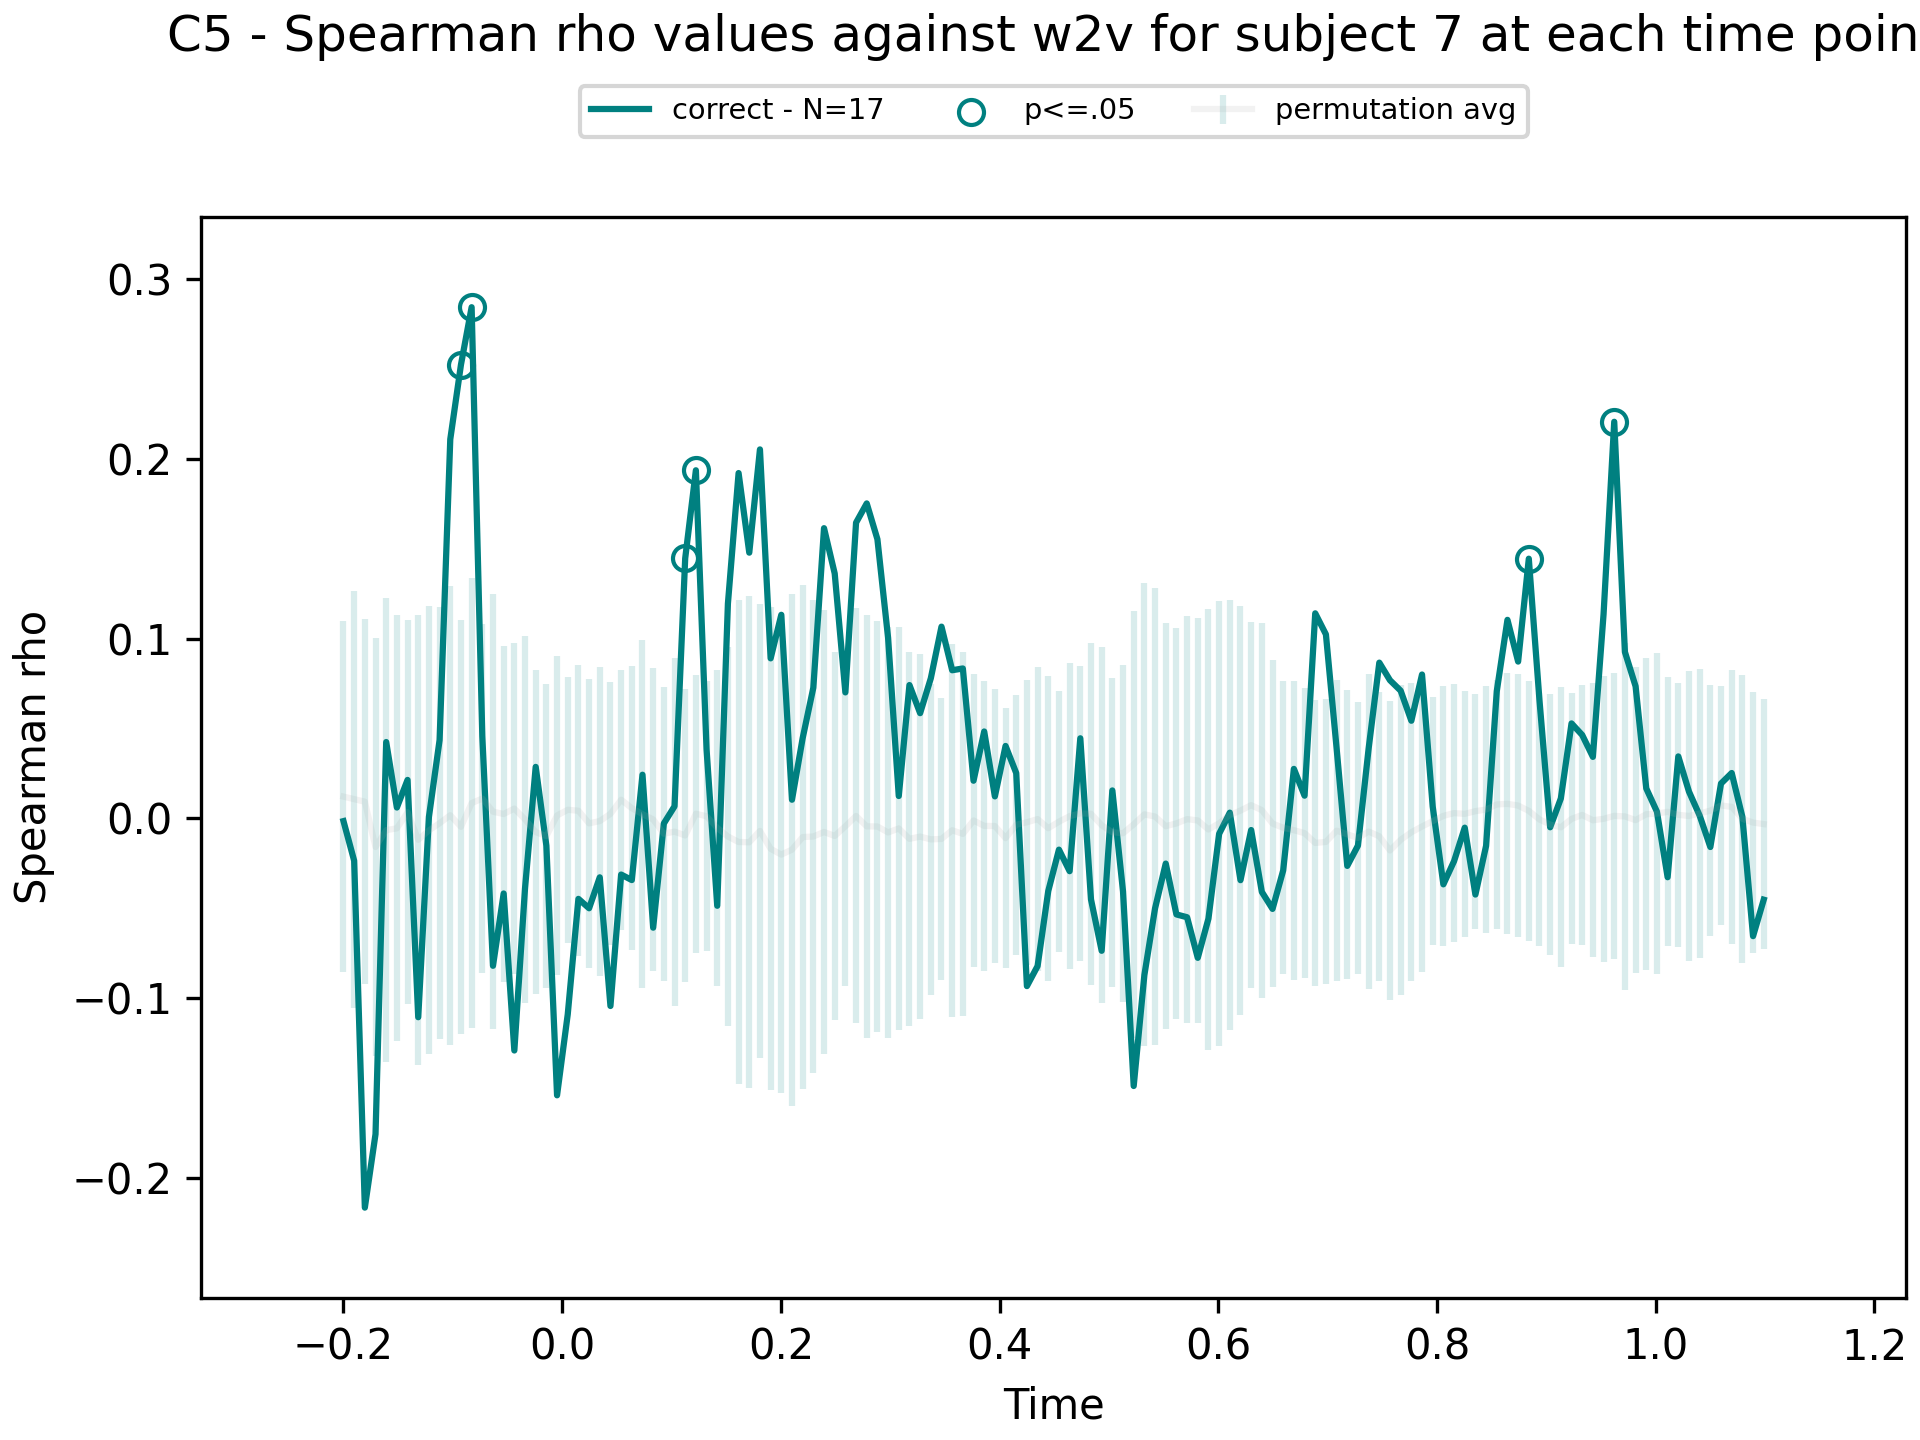 C5 - Spearman rho values against w2v for subject 7 at each time poin
correct - N=17 p<=.05 permutation avg
0.3
0.2
0.1
0.0
−0.1
−0.2
Spearman rho
−0.2 0.0 0.2 0.4 0.6 0.8 1.0 1.2
Time